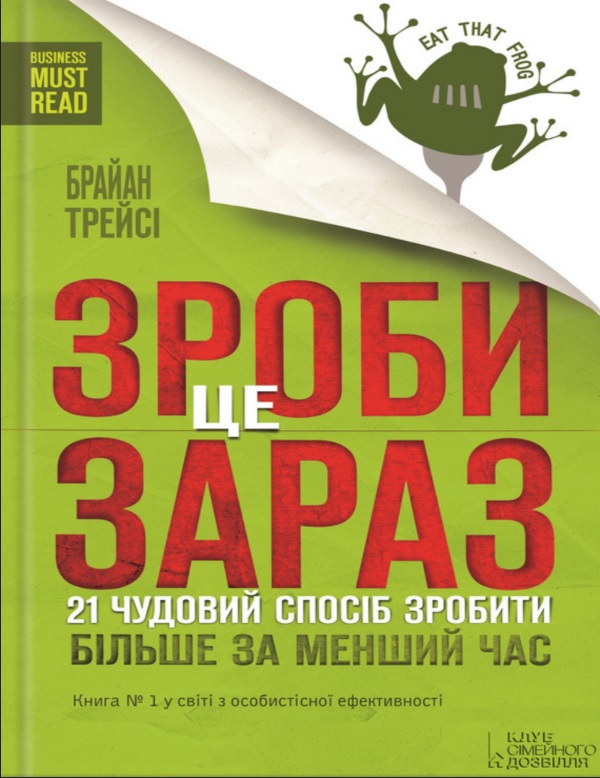 BUSINESS
MUST
READ
EAT THAT FROG
БРАЙАН
ТРЕЙСІ
ЗРОБИ
ЦЕ
ЗАРАЗ
21 ЧУДОВИЙ СПОСІБ ЗРОБИТИ
БІЛЬШЕ ЗА МЕНШИЙ ЧАС
Книга № 1 у світі з особистісної ефективності
КЛУБ
СІМЕЙНОГО
ДОЗВІЛЛЯ